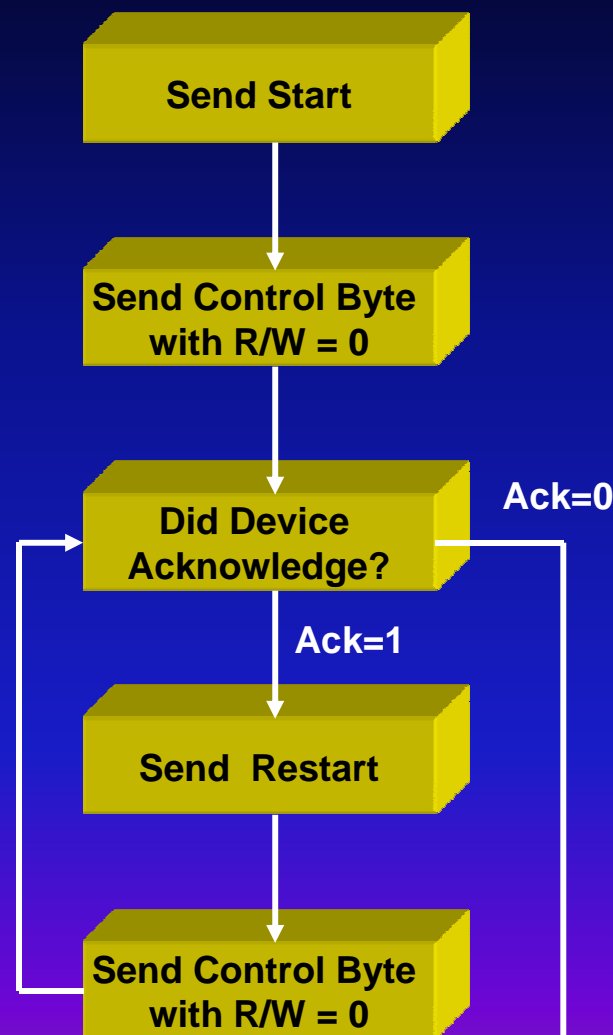 Send Start
Send Control Byte
with R/W = 0
Did Device
Acknowledge?
Ack=0
Ack=1
Send Restart
Send Control Byte
with R/W = 0